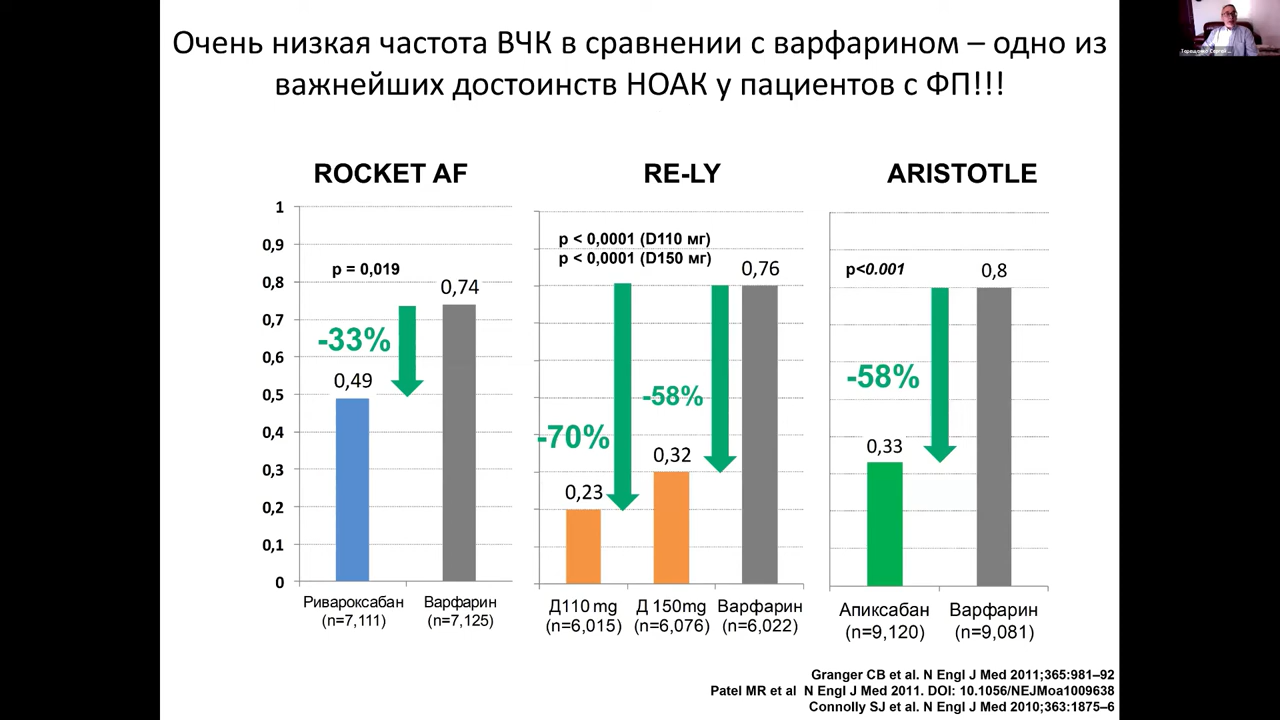 Очень низкая частота ВЧК в сравнении с варфарином – одно из
важнейших достоинств НОАК у пациентов с ФП!!!
Терещенко Сергей ...
ROCKET AF
1
0,9
0,8
0,7
0,6
0,5
0,4
0,3
0,2
0,1
0
p = 0,019
0,74
-33%
0,49
Ривароксабан
(n=7,111)
Варфарин
(n=7,125)
RE-LY
p < 0,0001 (D110 мг)
p < 0,0001 (D150 мг)
0,76
-58%
-70%
0,32
0,23
Д110 mg
(n=6,015)
Д 150mg
(n=6,076)
Варфарин
(n=6,022)
ARISTOTLE
p<0.001
0,8
-58%
0,33
Апиксабан
(n=9,120)
Варфарин
(n=9,081)
Granger CB et al. N Engl J Med 2011;365:981–92
Patel MR et al N Engl J Med 2011. DOI: 10.1056/NEJMoa1009638
Connolly SJ et al. N Engl J Med 2010;363:1875–6